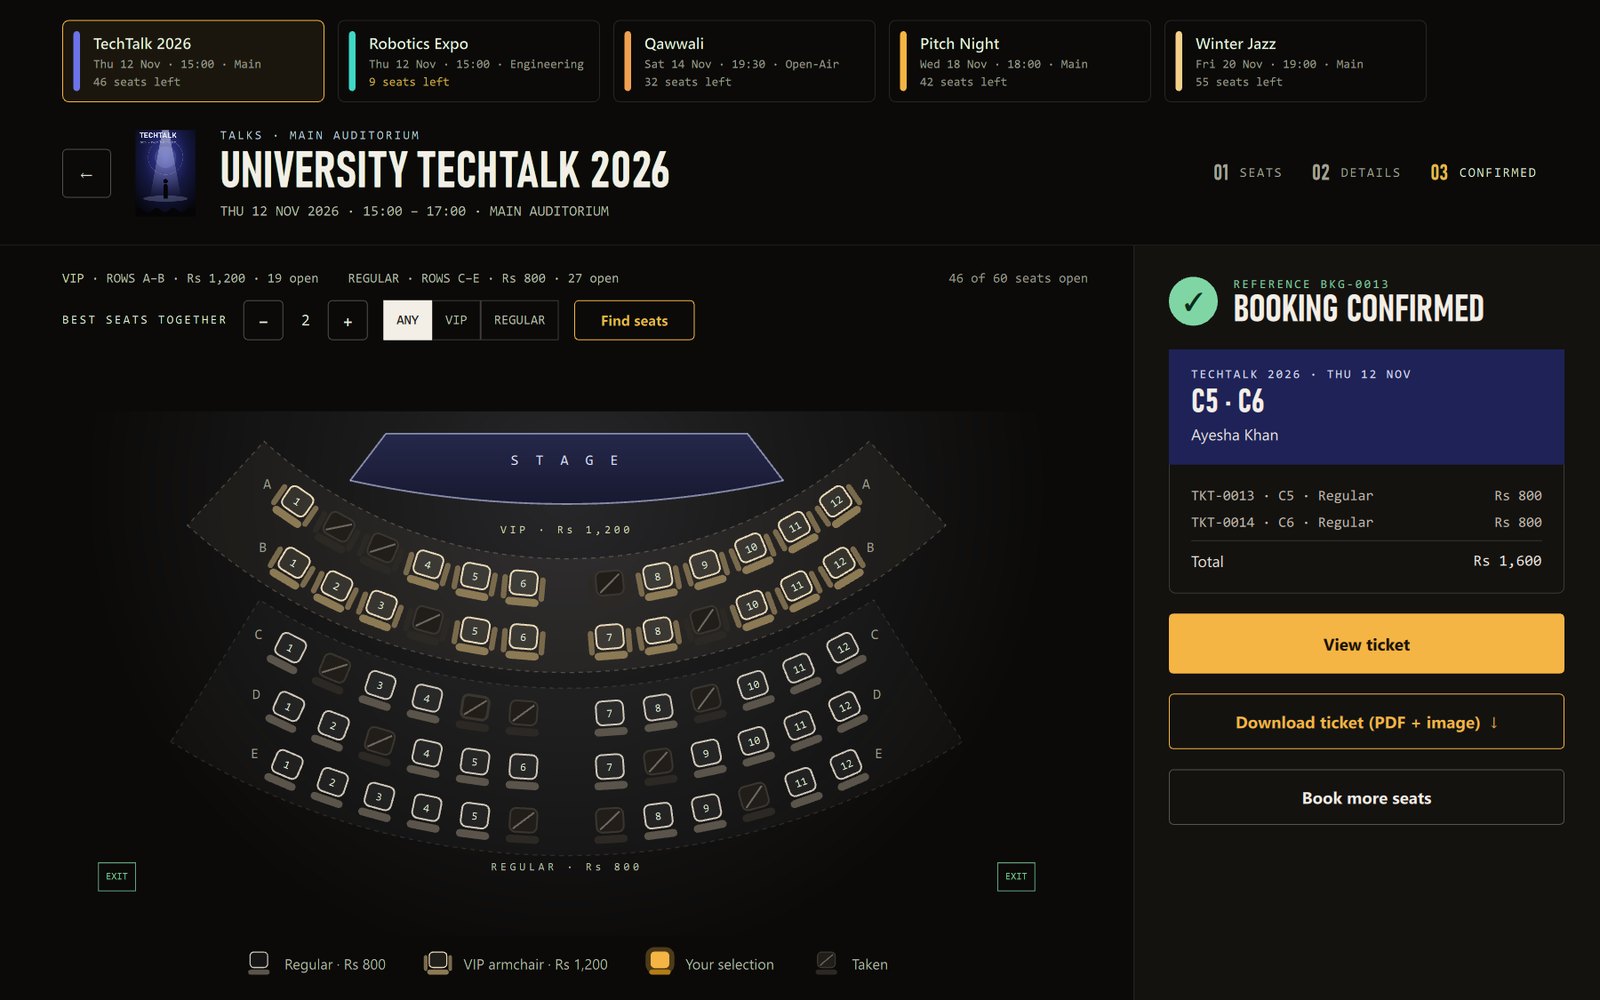 TechTalk 2026
Thu 12 Nov · 15:00 · Main
46 seats left
Robotics Expo
Thu 12 Nov · 15:00 · Engineering
9 seats left
Qawwali
Sat 14 Nov · 19:30 · Open-Air
32 seats left
Pitch Night
Wed 18 Nov · 18:00 · Main
42 seats left
Winter Jazz
Fri 20 Nov · 19:00 · Main
55 seats left
←
TECHTALK
TALKS · MAIN AUDITORIUM
UNIVERSITY TECHTALK 2026
THU 12 NOV 2026 · 15:00 – 17:00 · MAIN AUDITORIUM
01 SEATS
02 DETAILS
03 CONFIRMED
VIP · ROWS A–B · Rs 1,200 · 19 open
REGULAR · ROWS C–E · Rs 800 · 27 open
46 of 60 seats open
BEST SEATS TOGETHER
− 2 +
ANY VIP REGULAR
Find seats
STAGE
VIP · Rs 1,200
A 1 4 5 6 8 9 10 11 12 A
B 1 2 3 5 6 7 8 10 11 12 B
C 1 3 4 7 8 10 11 12 C
D 1 2 4 5 6 7 9 10 11 12 D
E 1 2 3 4 5 8 9 11 12 E
REGULAR · Rs 800
EXIT
EXIT
Regular · Rs 800
VIP armchair · Rs 1,200
Your selection
Taken
✓
REFERENCE BKG-0013
BOOKING CONFIRMED
TECHTALK 2026 · THU 12 NOV
C5 · C6
Ayesha Khan
TKT-0013 · C5 · Regular Rs 800
TKT-0014 · C6 · Regular Rs 800
Total Rs 1,600
View ticket
Download ticket (PDF + image) ↓
Book more seats